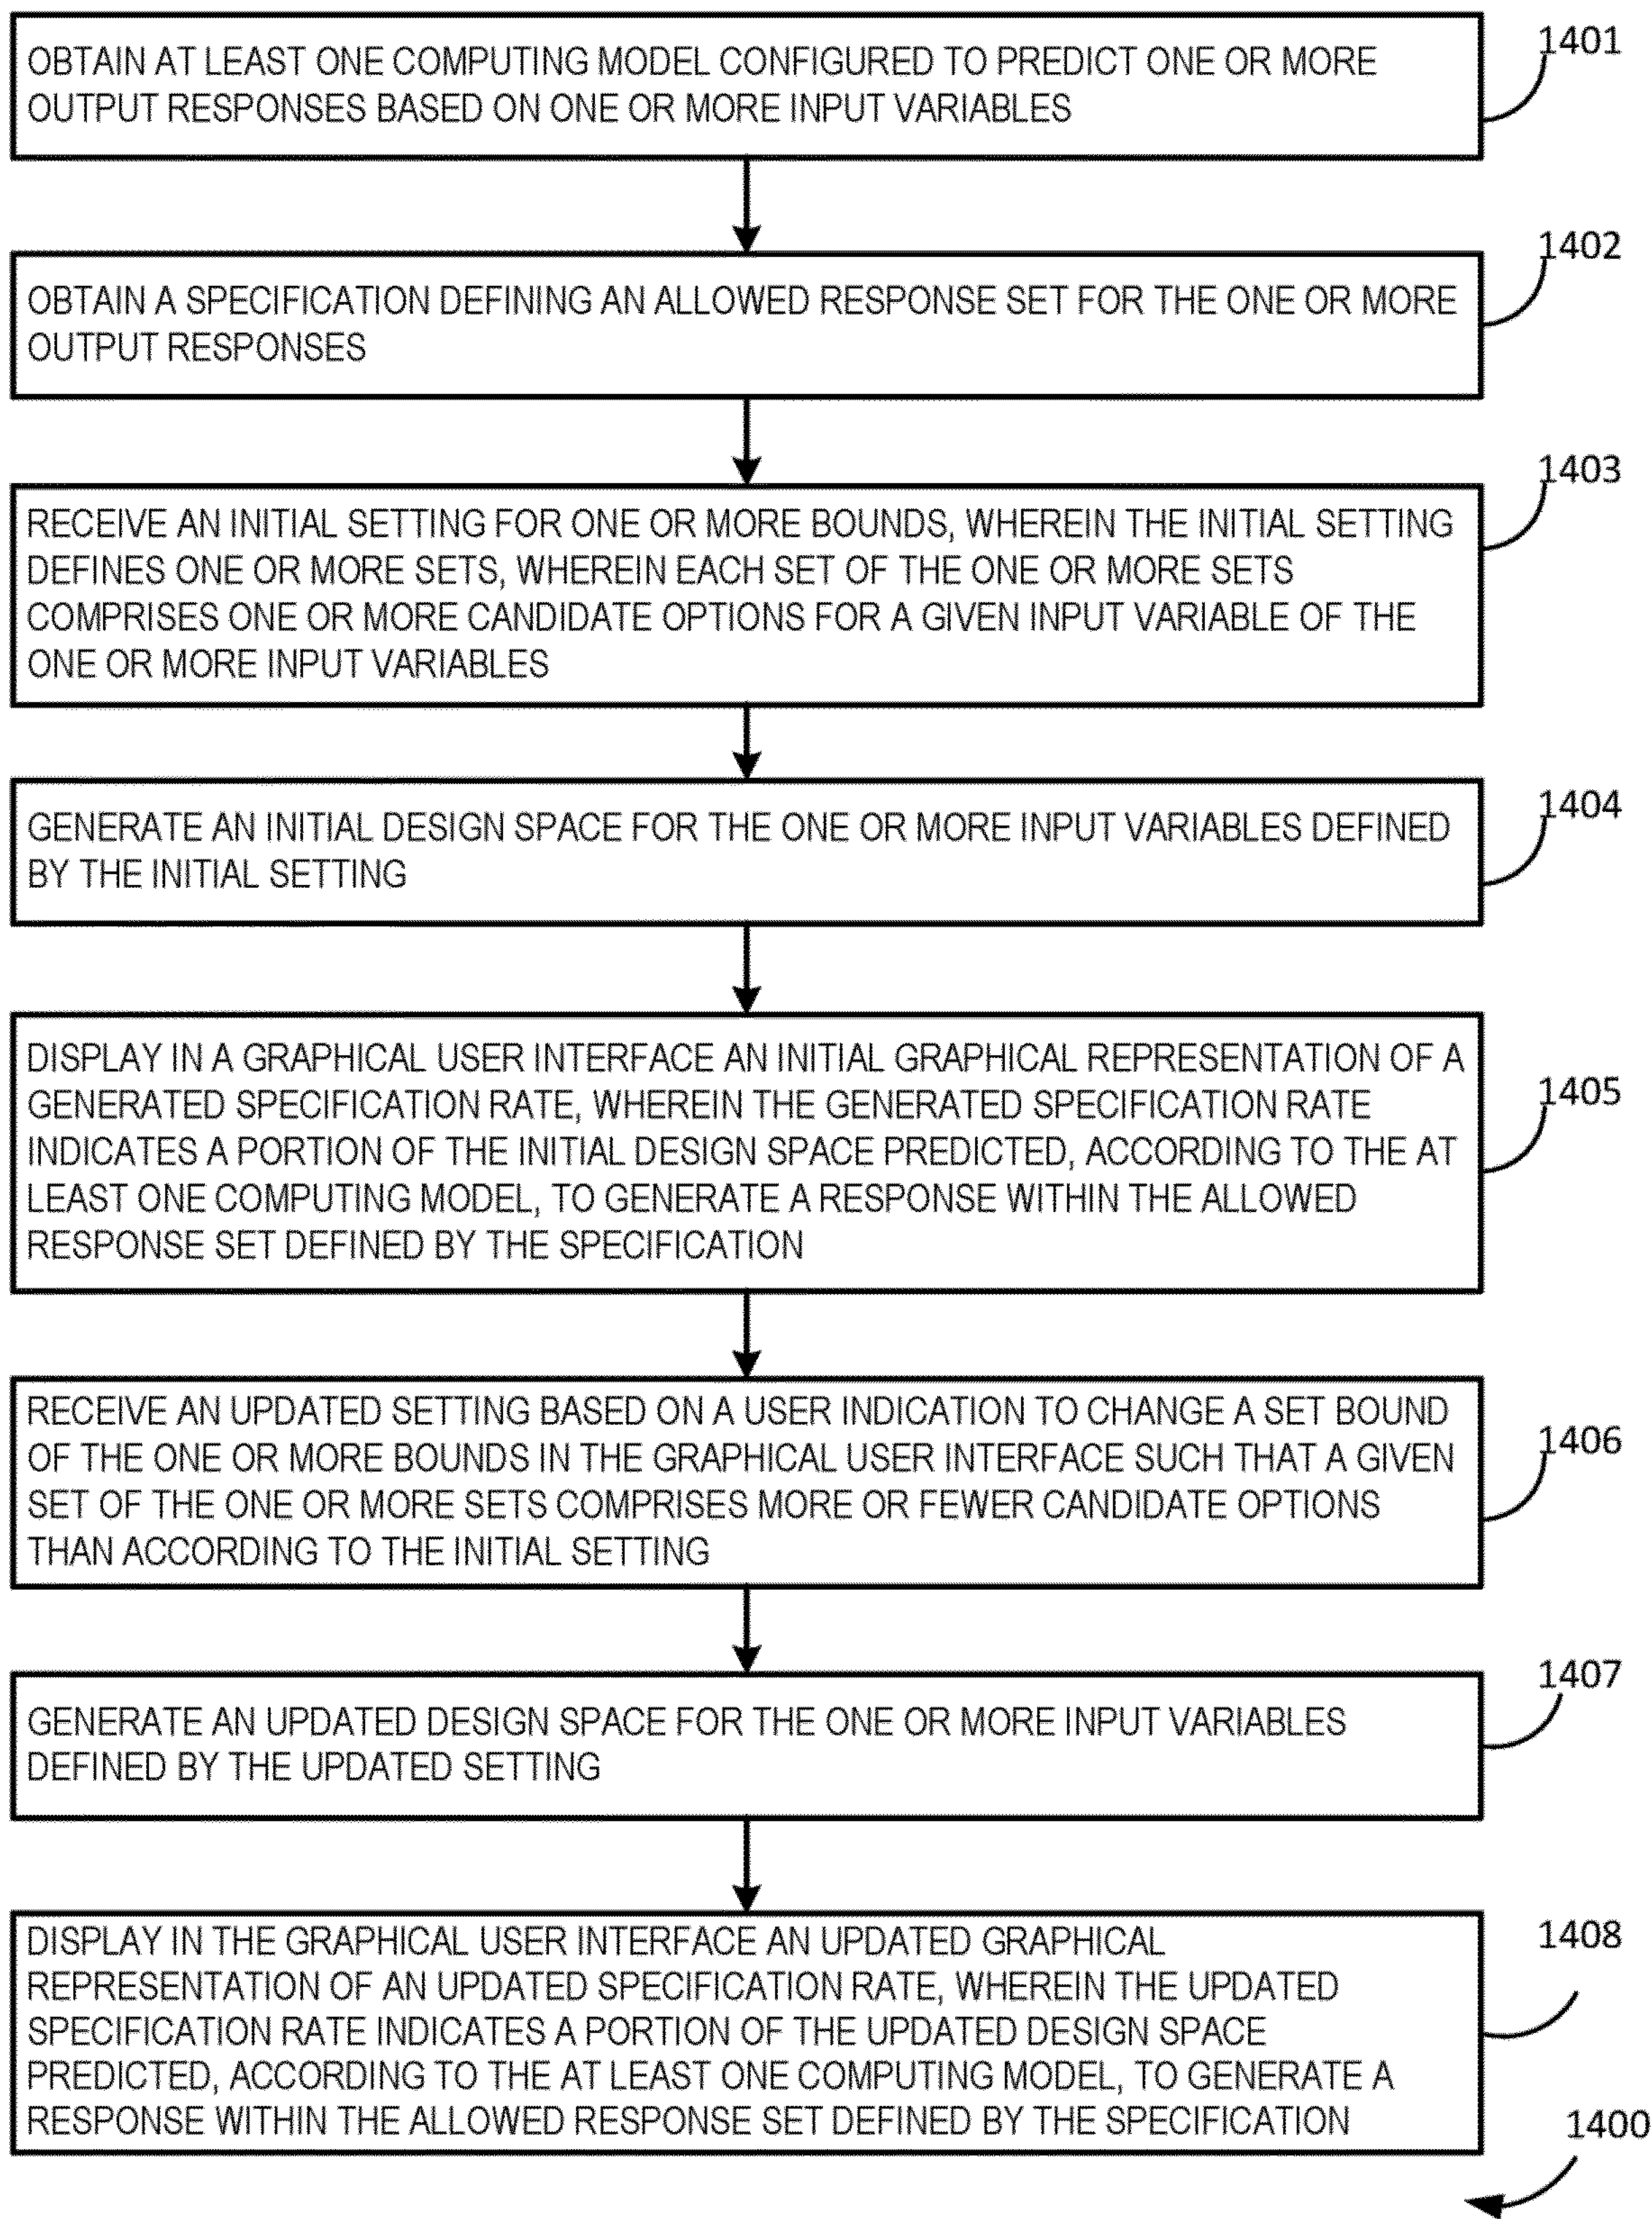 1401
OBTAIN AT LEAST ONE COMPUTING MODEL CONFIGURED TO PREDICT ONE OR MORE
OUTPUT RESPONSES BASED ON ONE OR MORE INPUT VARIABLES
1402
OBTAIN A SPECIFICATION DEFINING AN ALLOWED RESPONSE SET FOR THE ONE OR MORE
OUTPUT RESPONSES
1403
RECEIVE AN INITIAL SETTING FOR ONE OR MORE BOUNDS, WHEREIN THE INITIAL SETTING
DEFINES ONE OR MORE SETS, WHEREIN EACH SET OF THE ONE OR MORE SETS
COMPRISES ONE OR MORE CANDIDATE OPTIONS FOR A GIVEN INPUT VARIABLE OF THE
ONE OR MORE INPUT VARIABLES
1404
GENERATE AN INITIAL DESIGN SPACE FOR THE ONE OR MORE INPUT VARIABLES DEFINED
BY THE INITIAL SETTING
1405
DISPLAY IN A GRAPHICAL USER INTERFACE AN INITIAL GRAPHICAL REPRESENTATION OF A
GENERATED SPECIFICATION RATE, WHEREIN THE GENERATED SPECIFICATION RATE
INDICATES A PORTION OF THE INITIAL DESIGN SPACE PREDICTED, ACCORDING TO THE AT
LEAST ONE COMPUTING MODEL, TO GENERATE A RESPONSE WITHIN THE ALLOWED
RESPONSE SET DEFINED BY THE SPECIFICATION
1406
RECEIVE AN UPDATED SETTING BASED ON A USER INDICATION TO CHANGE A SET BOUND
OF THE ONE OR MORE BOUNDS IN THE GRAPHICAL USER INTERFACE SUCH THAT A GIVEN
SET OF THE ONE OR MORE SETS COMPRISES MORE OR FEWER CANDIDATE OPTIONS
THAN ACCORDING TO THE INITIAL SETTING
1407
GENERATE AN UPDATED DESIGN SPACE FOR THE ONE OR MORE INPUT VARIABLES
DEFINED BY THE UPDATED SETTING
1408
DISPLAY IN THE GRAPHICAL USER INTERFACE AN UPDATED GRAPHICAL
REPRESENTATION OF AN UPDATED SPECIFICATION RATE, WHEREIN THE UPDATED
SPECIFICATION RATE INDICATES A PORTION OF THE UPDATED DESIGN SPACE
PREDICTED, ACCORDING TO THE AT LEAST ONE COMPUTING MODEL, TO GENERATE A
RESPONSE WITHIN THE ALLOWED RESPONSE SET DEFINED BY THE SPECIFICATION
1400